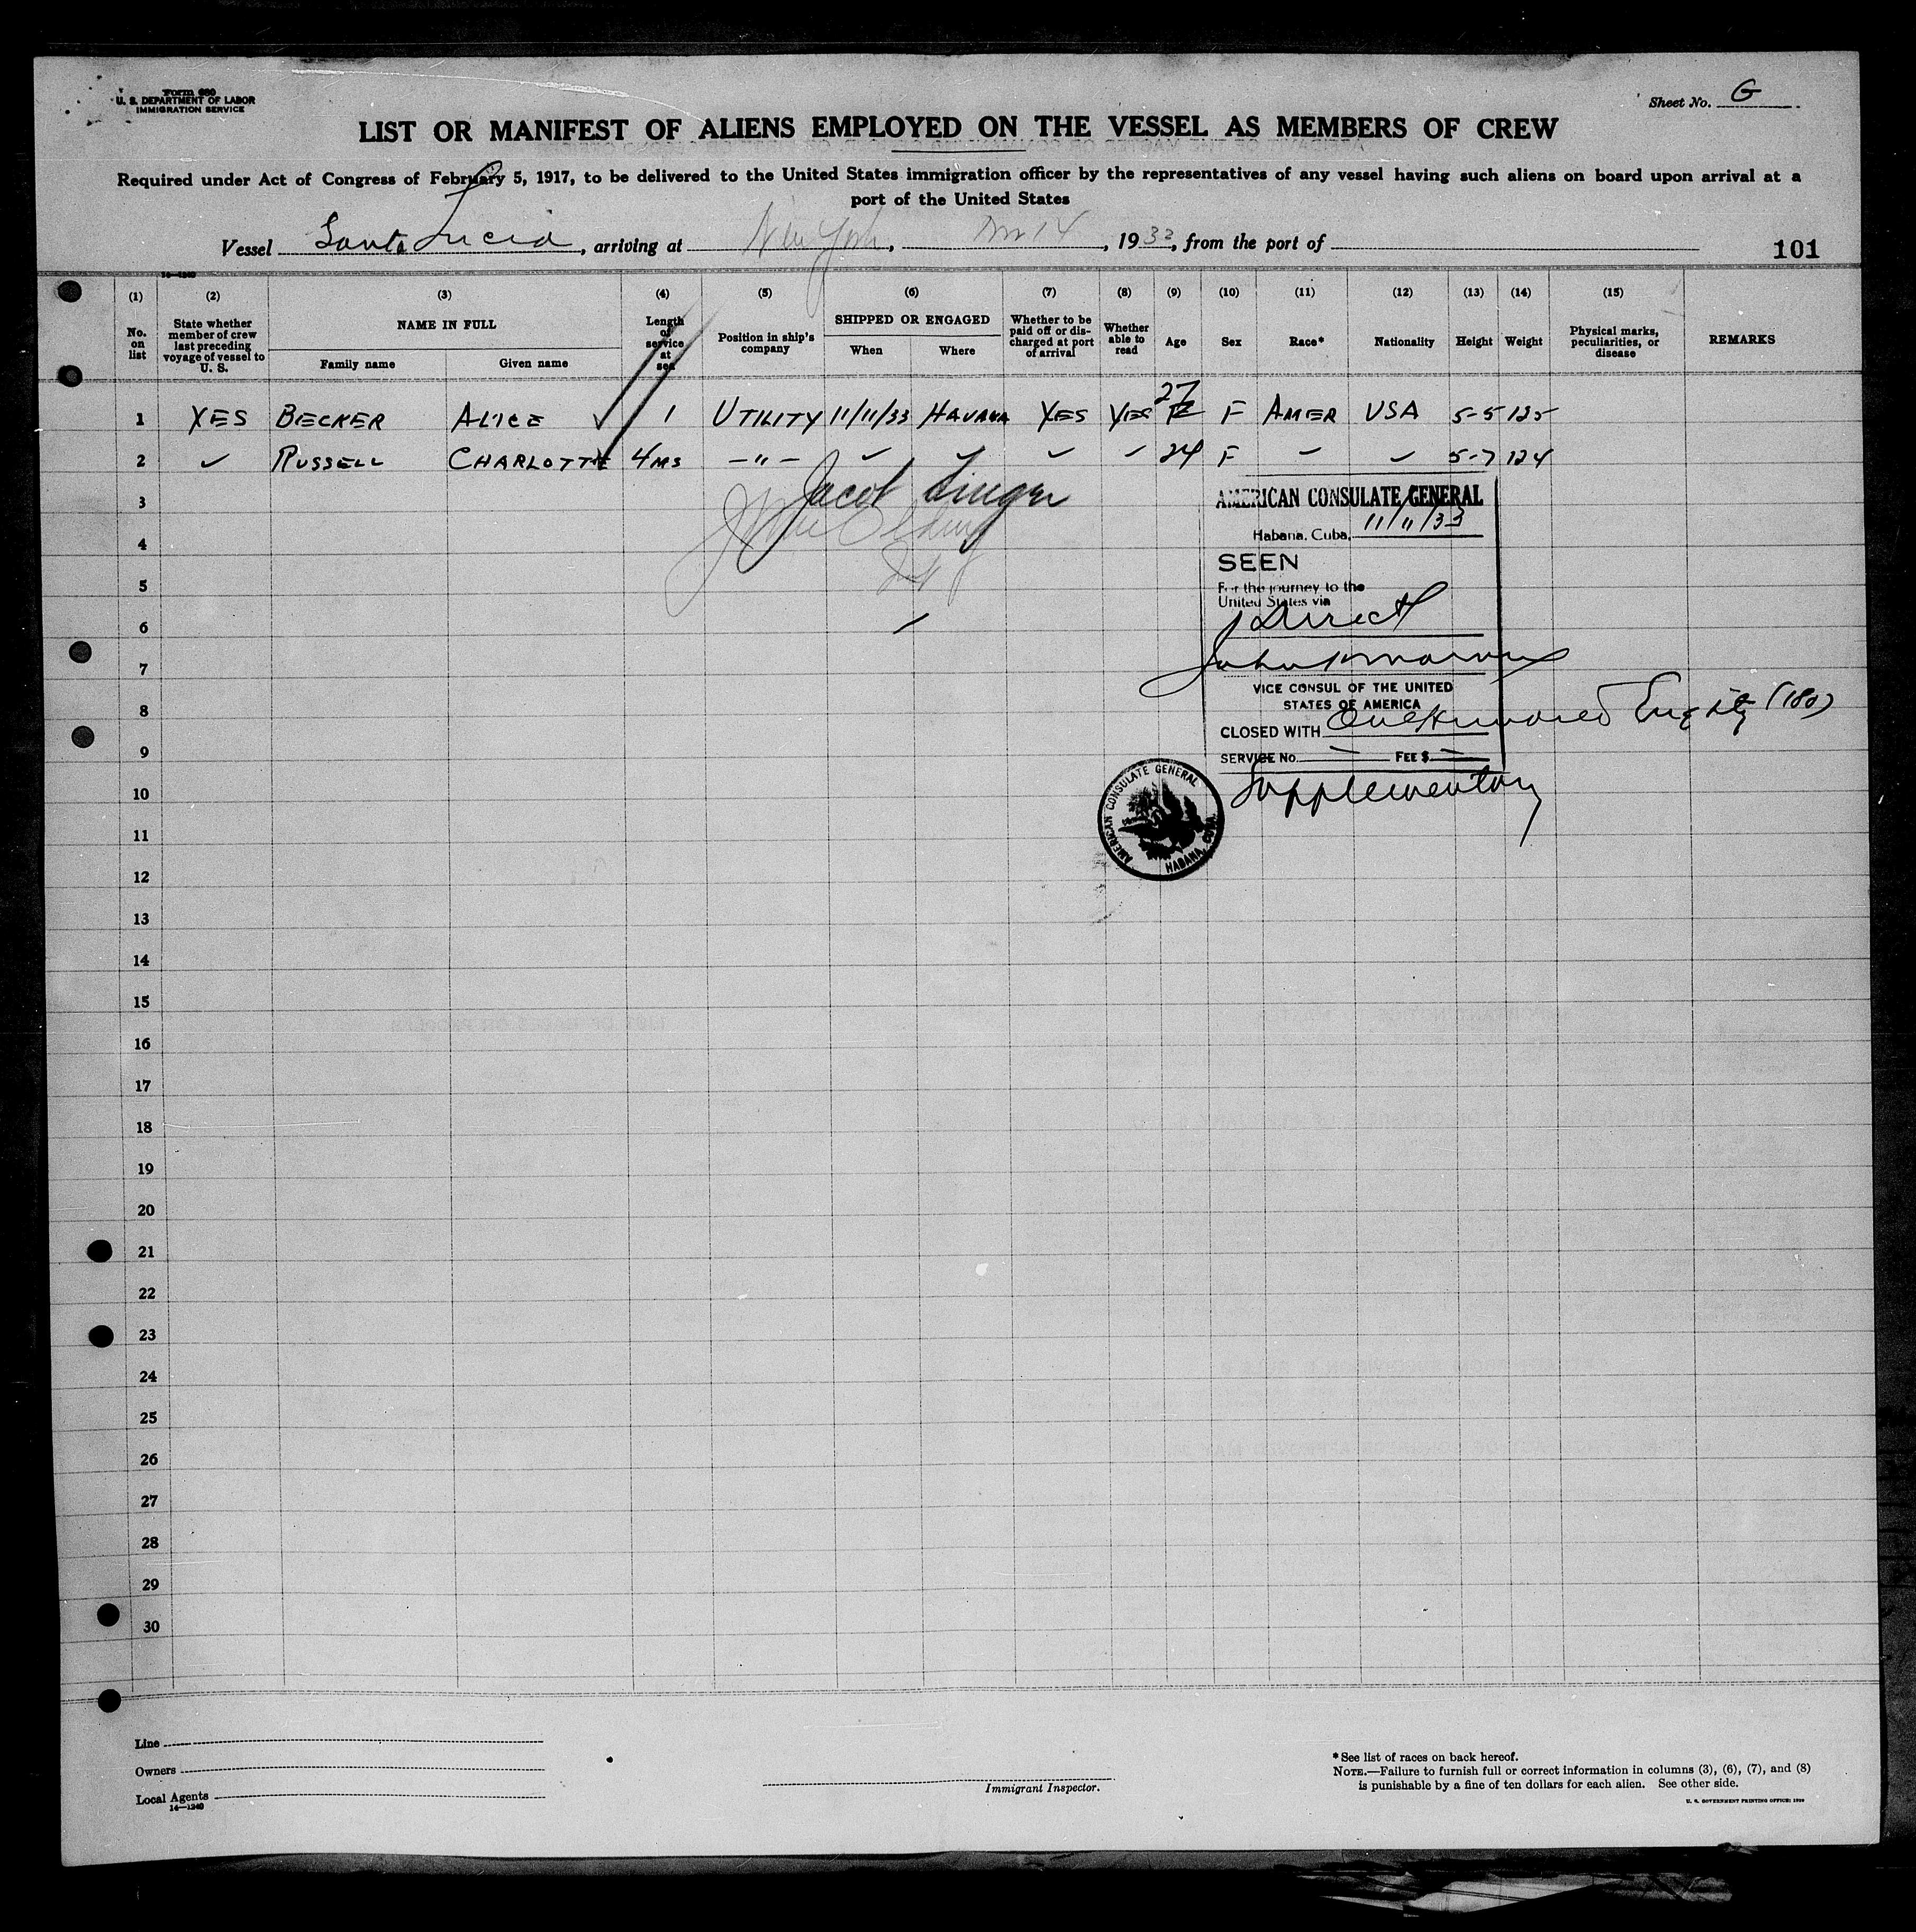 Form 680
U. S. DEPARTMENT OF LABOR
IMMIGRATION SERVICE
Sheet No. G
LIST OR MANIFEST OF ALIENS EMPLOYED ON THE VESSEL AS MEMBERS OF CREW
Required under Act of Congress of February 5, 1917, to be delivered to the United States immigration officer by the representatives of any vessel having such aliens on board upon arrival at a
port of the United States
Vessel Santa Lucia, arriving at New York, Nov 14, 1933, from the port of
101
14-1240
(1) (2) (3) (4) (5) (6) (7) (8) (9) (10) (11) (12) (13) (14) (15)
No. on list
State whether member of crew last preceding voyage of vessel to U. S.
NAME IN FULL
Family name
Given name
Length of service at sea
Position in ship's company
SHIPPED OR ENGAGED
When
Where
Whether to be paid off or discharged at port of arrival
Whether able to read
Age
Sex
Race*
Nationality
Height
Weight
Physical marks, peculiarities, or disease
REMARKS
1 YES BECKER ALICE ✓ 1 UTILITY 11/11/33 HAVANA YES YES 27 F AMER USA 5-5 125
2 ✓ RUSSELL CHARLOTTE 4 MS -"- ✓ ✓ ✓ ✓ 24 F - ✓ 5-7 124
3
4
5
6
7
8
9
10
11
12
13
14
15
16
17
18
19
20
21
22
23
24
25
26
27
28
29
30
Jacob Singer
AMERICAN CONSULATE GENERAL
Habana, Cuba, 11/11/33
SEEN
For the journey to the
United States via
Direct
VICE CONSUL OF THE UNITED
STATES OF AMERICA
CLOSED WITH One Hundred Eighty (180)
SERVICE No. — FEE $ —
Supplementary
AMERICAN CONSULATE GENERAL
HABANA, CUBA
Line
Owners
Local Agents
14-1240
Immigrant Inspector.
*See list of races on back hereof.
NOTE.—Failure to furnish full or correct information in columns (3), (6), (7), and (8)
is punishable by a fine of ten dollars for each alien. See other side.
U. S. GOVERNMENT PRINTING OFFICE: 1929